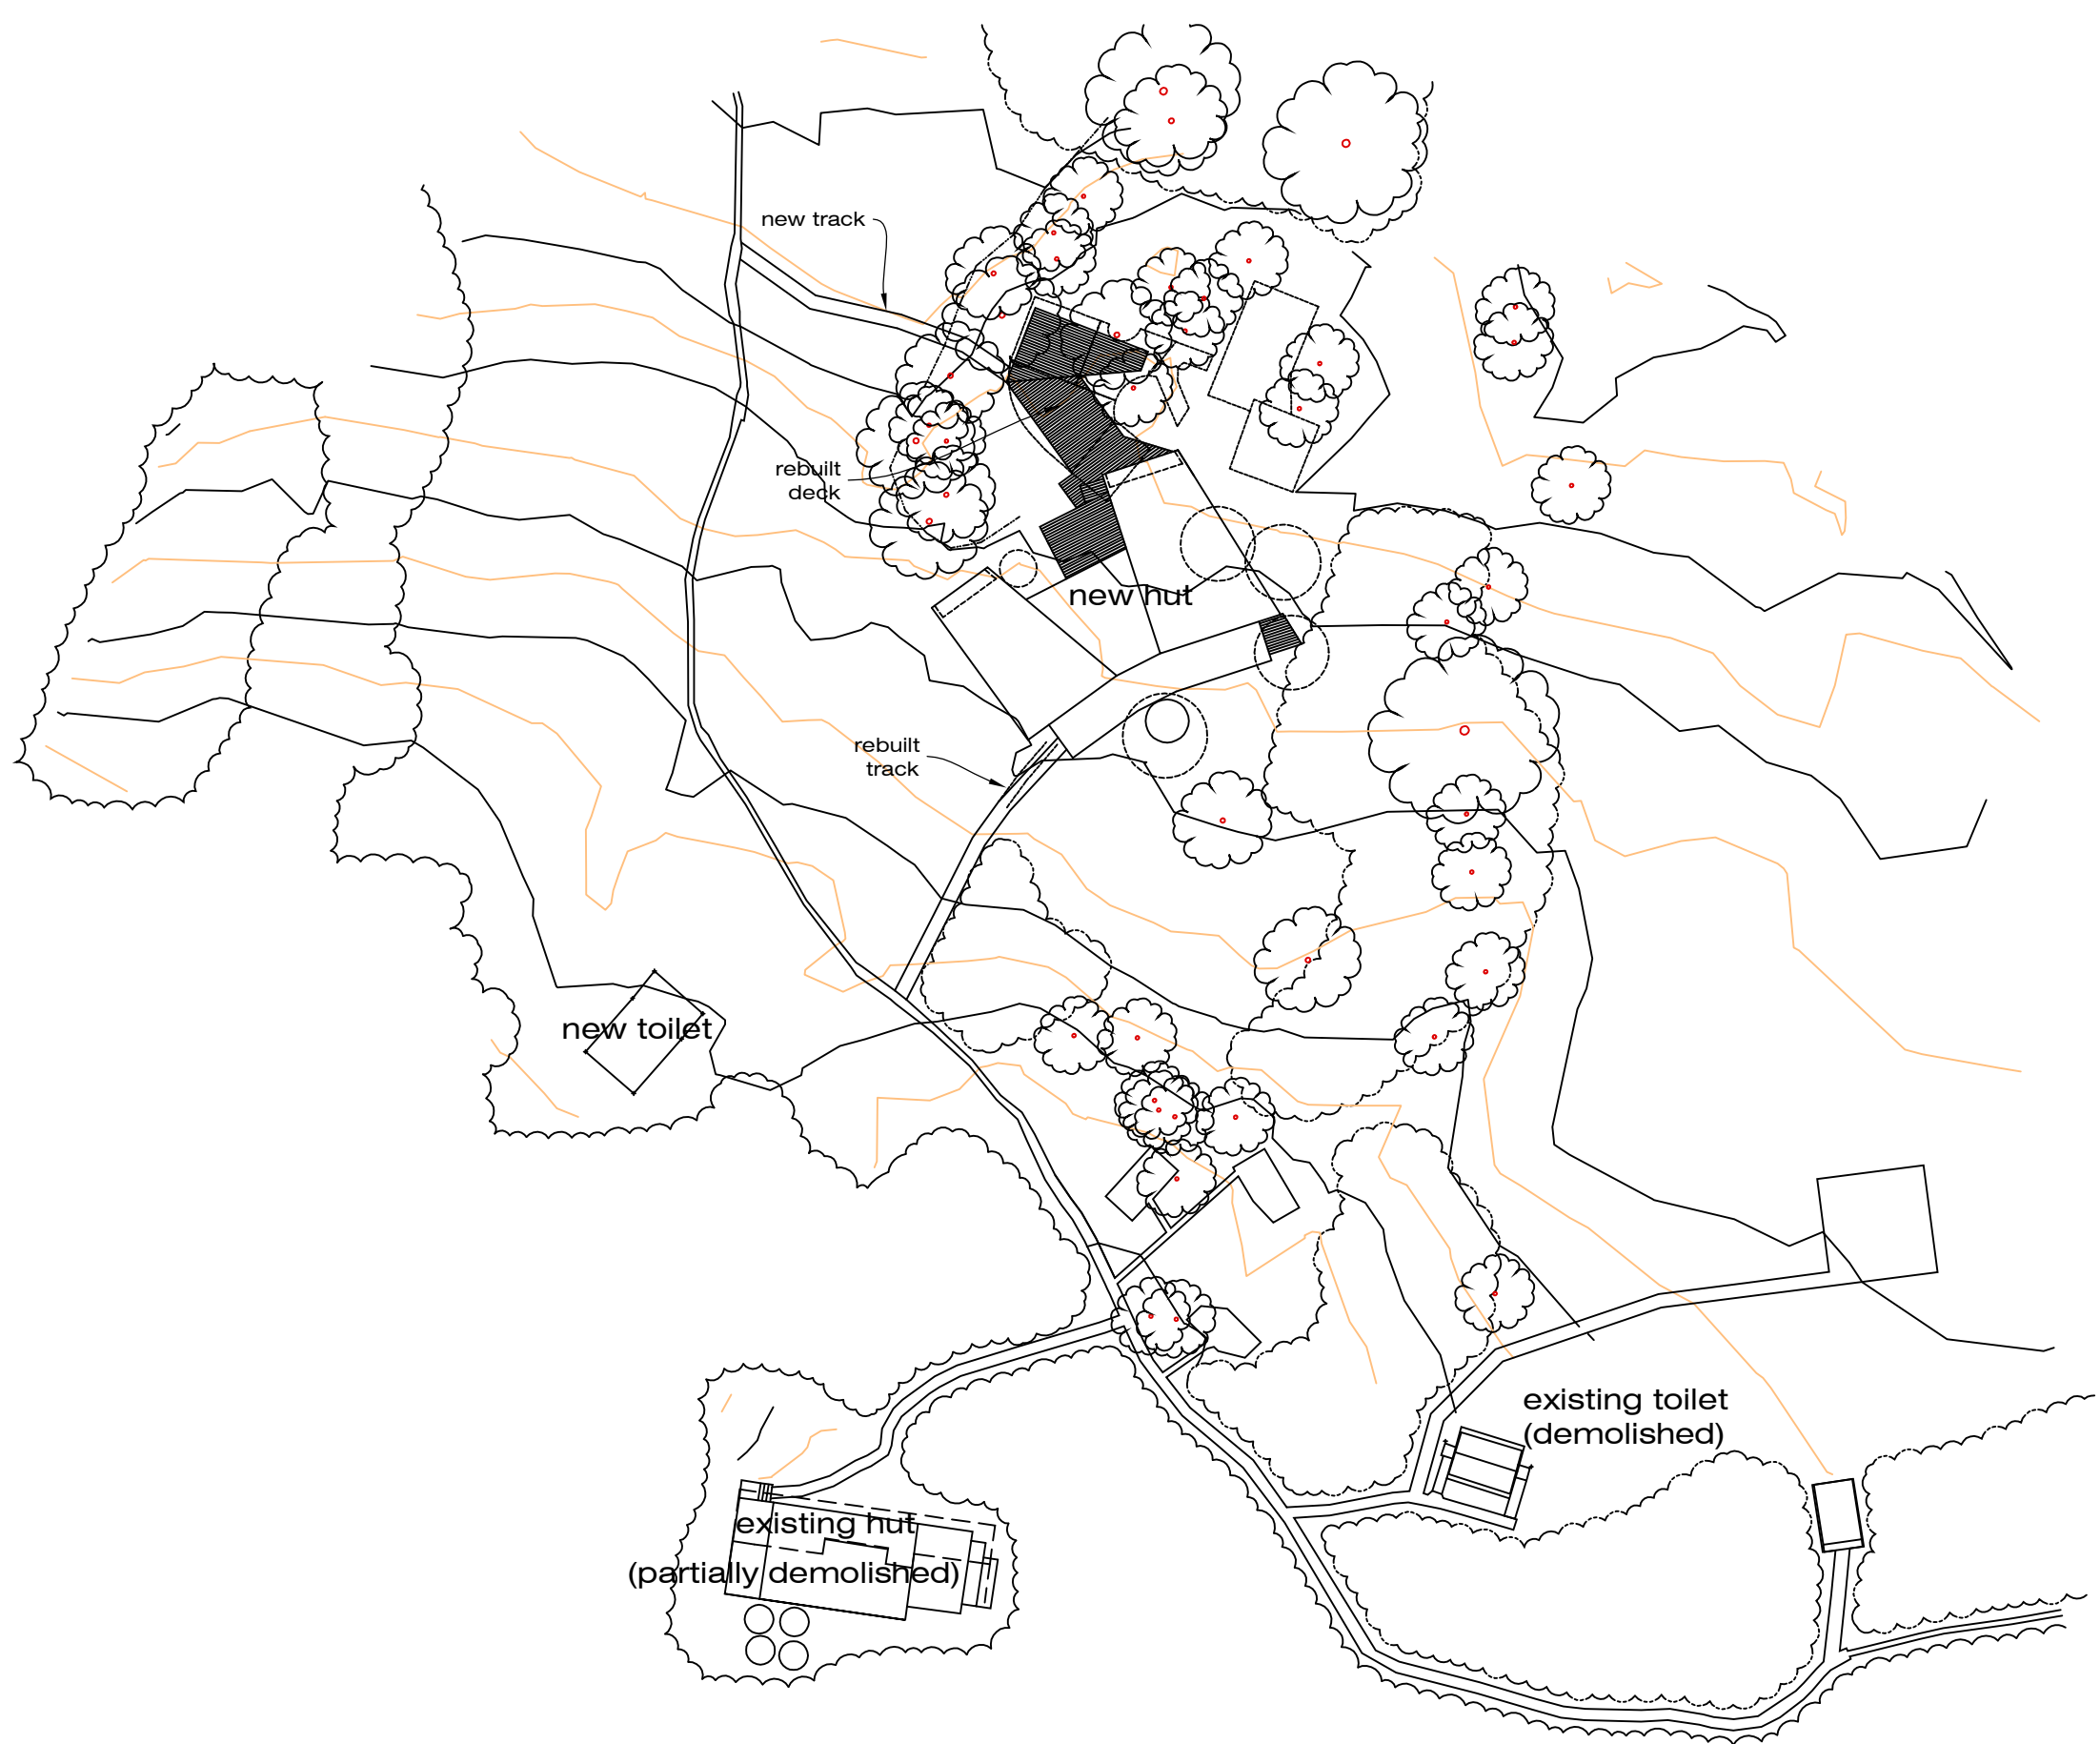 new track
rebuilt
deck
new hut
rebuilt
track
new toilet
existing toilet
(demolished)
existing hut
(partially demolished)